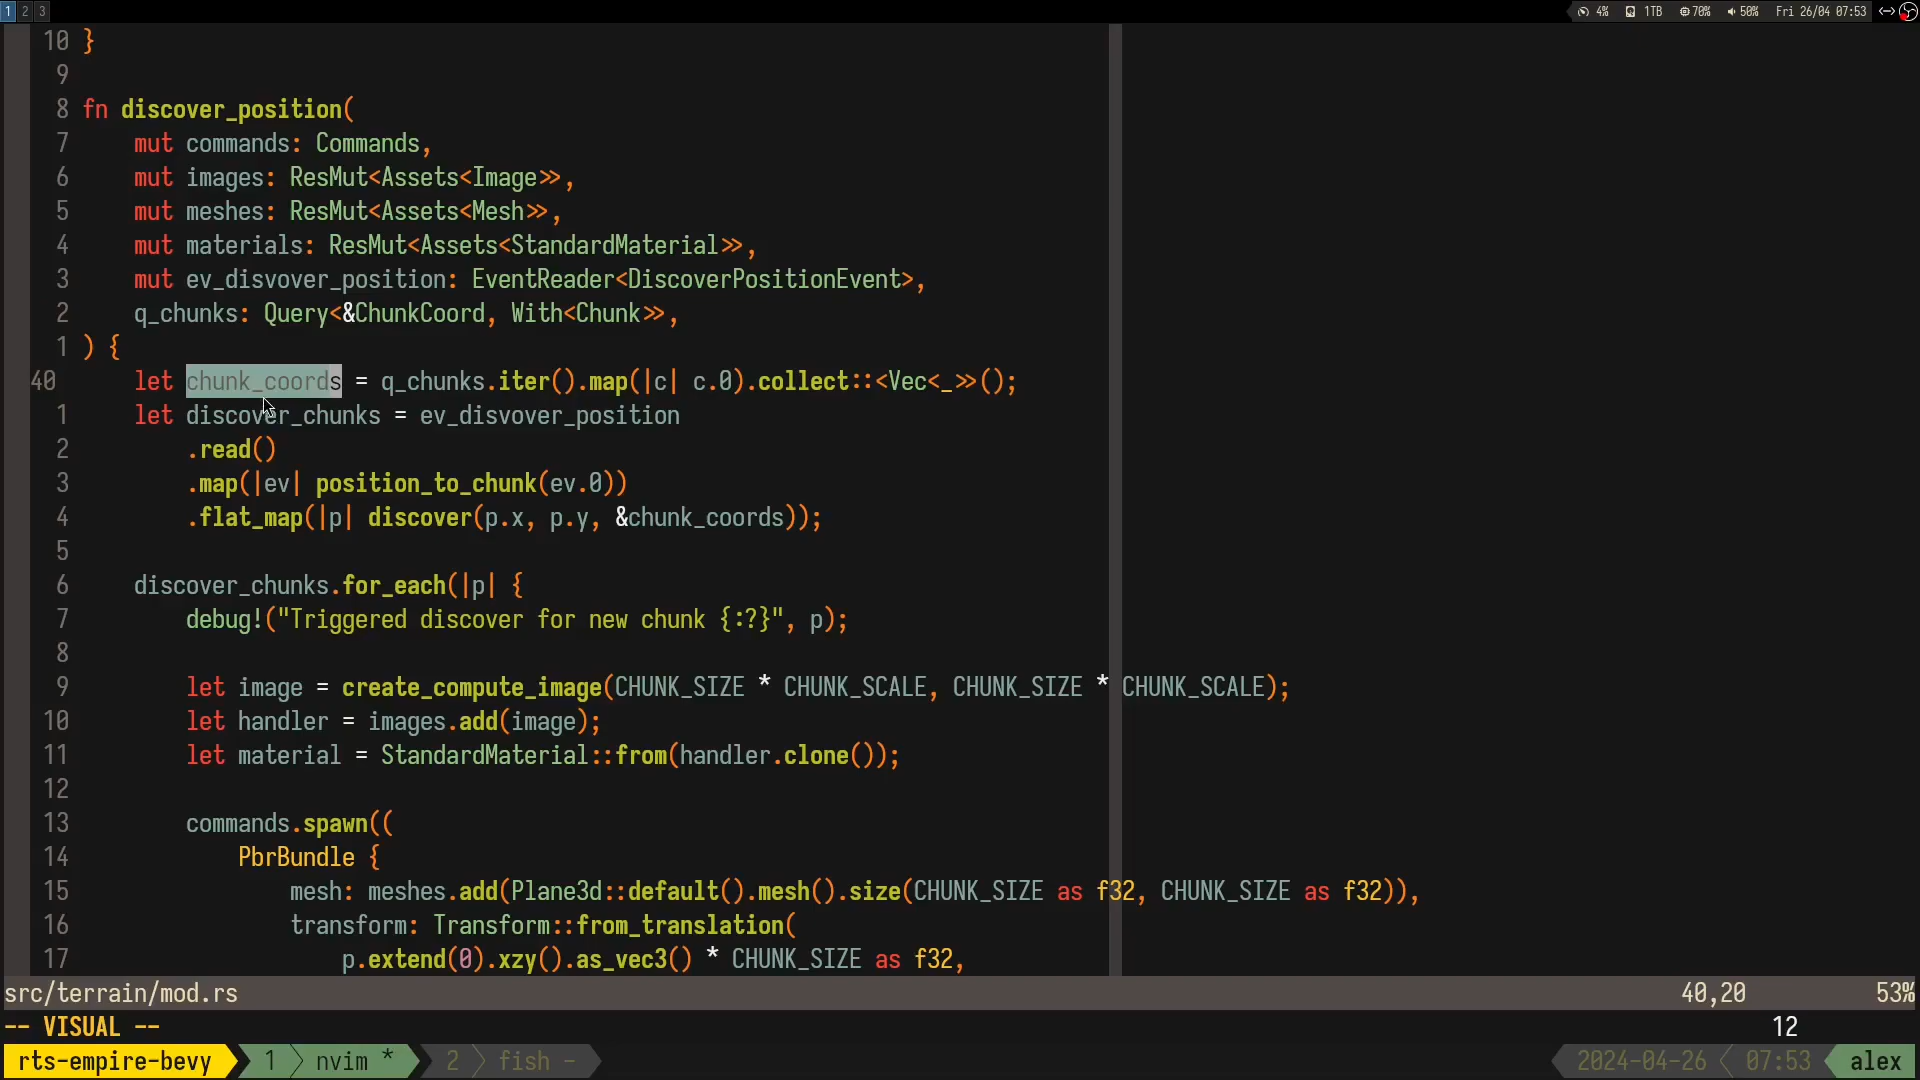 1 2 3 4% 1TB 70% 50% Fri 26/04 07:53
10 }
9
8 fn discover_position(
7 mut commands: Commands,
6 mut images: ResMut<Assets<Image>>,
5 mut meshes: ResMut<Assets<Mesh>>,
4 mut materials: ResMut<Assets<StandardMaterial>>,
3 mut ev_disvover_position: EventReader<DiscoverPositionEvent>,
2 q_chunks: Query<&ChunkCoord, With<Chunk>>,
1 ) {
40 let chunk_coords = q_chunks.iter().map(|c| c.0).collect::<Vec<_>>();
1 let discover_chunks = ev_disvover_position
2 .read()
3 .map(|ev| position_to_chunk(ev.0))
4 .flat_map(|p| discover(p.x, p.y, &chunk_coords));
5
6 discover_chunks.for_each(|p| {
7 debug!("Triggered discover for new chunk {:?}", p);
8
9 let image = create_compute_image(CHUNK_SIZE * CHUNK_SCALE, CHUNK_SIZE * CHUNK_SCALE);
10 let handler = images.add(image);
11 let material = StandardMaterial::from(handler.clone());
12
13 commands.spawn((
14 PbrBundle {
15 mesh: meshes.add(Plane3d::default().mesh().size(CHUNK_SIZE as f32, CHUNK_SIZE as f32)),
16 transform: Transform::from_translation(
17 p.extend(0).xzy().as_vec3() * CHUNK_SIZE as f32,
src/terrain/mod.rs 40,20 53%
-- VISUAL -- 12
rts-empire-bevy 1 nvim * 2 fish - 2024-04-26 07:53 alex